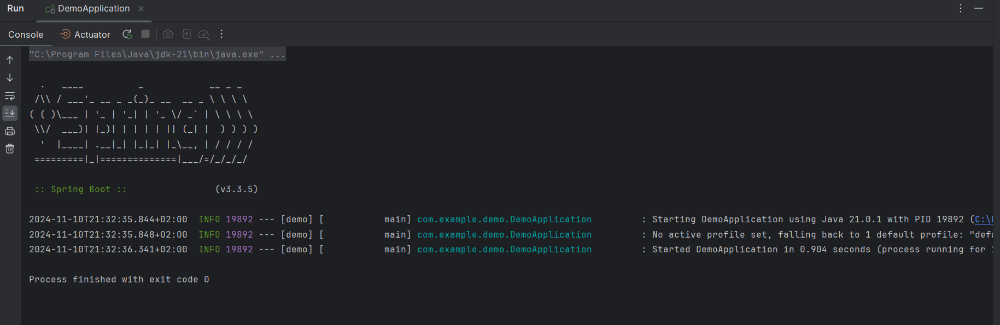 Run DemoApplication
Console Actuator
"C:\Program Files\Java\jdk-21\bin\java.exe" ...
  .   ____          _            __ _ _
 /\\ / ___'_ __ _ _(_)_ __  __ _ \ \ \ \
( ( )\___ | '_ | '_| | '_ \/ _` | \ \ \ \
 \\/  ___)| |_)| | | | | || (_| |  ) ) ) )
  '  |____| .__|_| |_|_| |_\__, | / / / /
 =========|_|==============|___/=/_/_/_/
 :: Spring Boot ::                (v3.3.5)
2024-11-10T21:32:35.844+02:00  INFO 19892 --- [demo] [           main] com.example.demo.DemoApplication         : Starting DemoApplication using Java 21.0.1 with PID 19892 (C:\
2024-11-10T21:32:35.848+02:00  INFO 19892 --- [demo] [           main] com.example.demo.DemoApplication         : No active profile set, falling back to 1 default profile: "defa
2024-11-10T21:32:36.341+02:00  INFO 19892 --- [demo] [           main] com.example.demo.DemoApplication         : Started DemoApplication in 0.904 seconds (process running for
Process finished with exit code 0